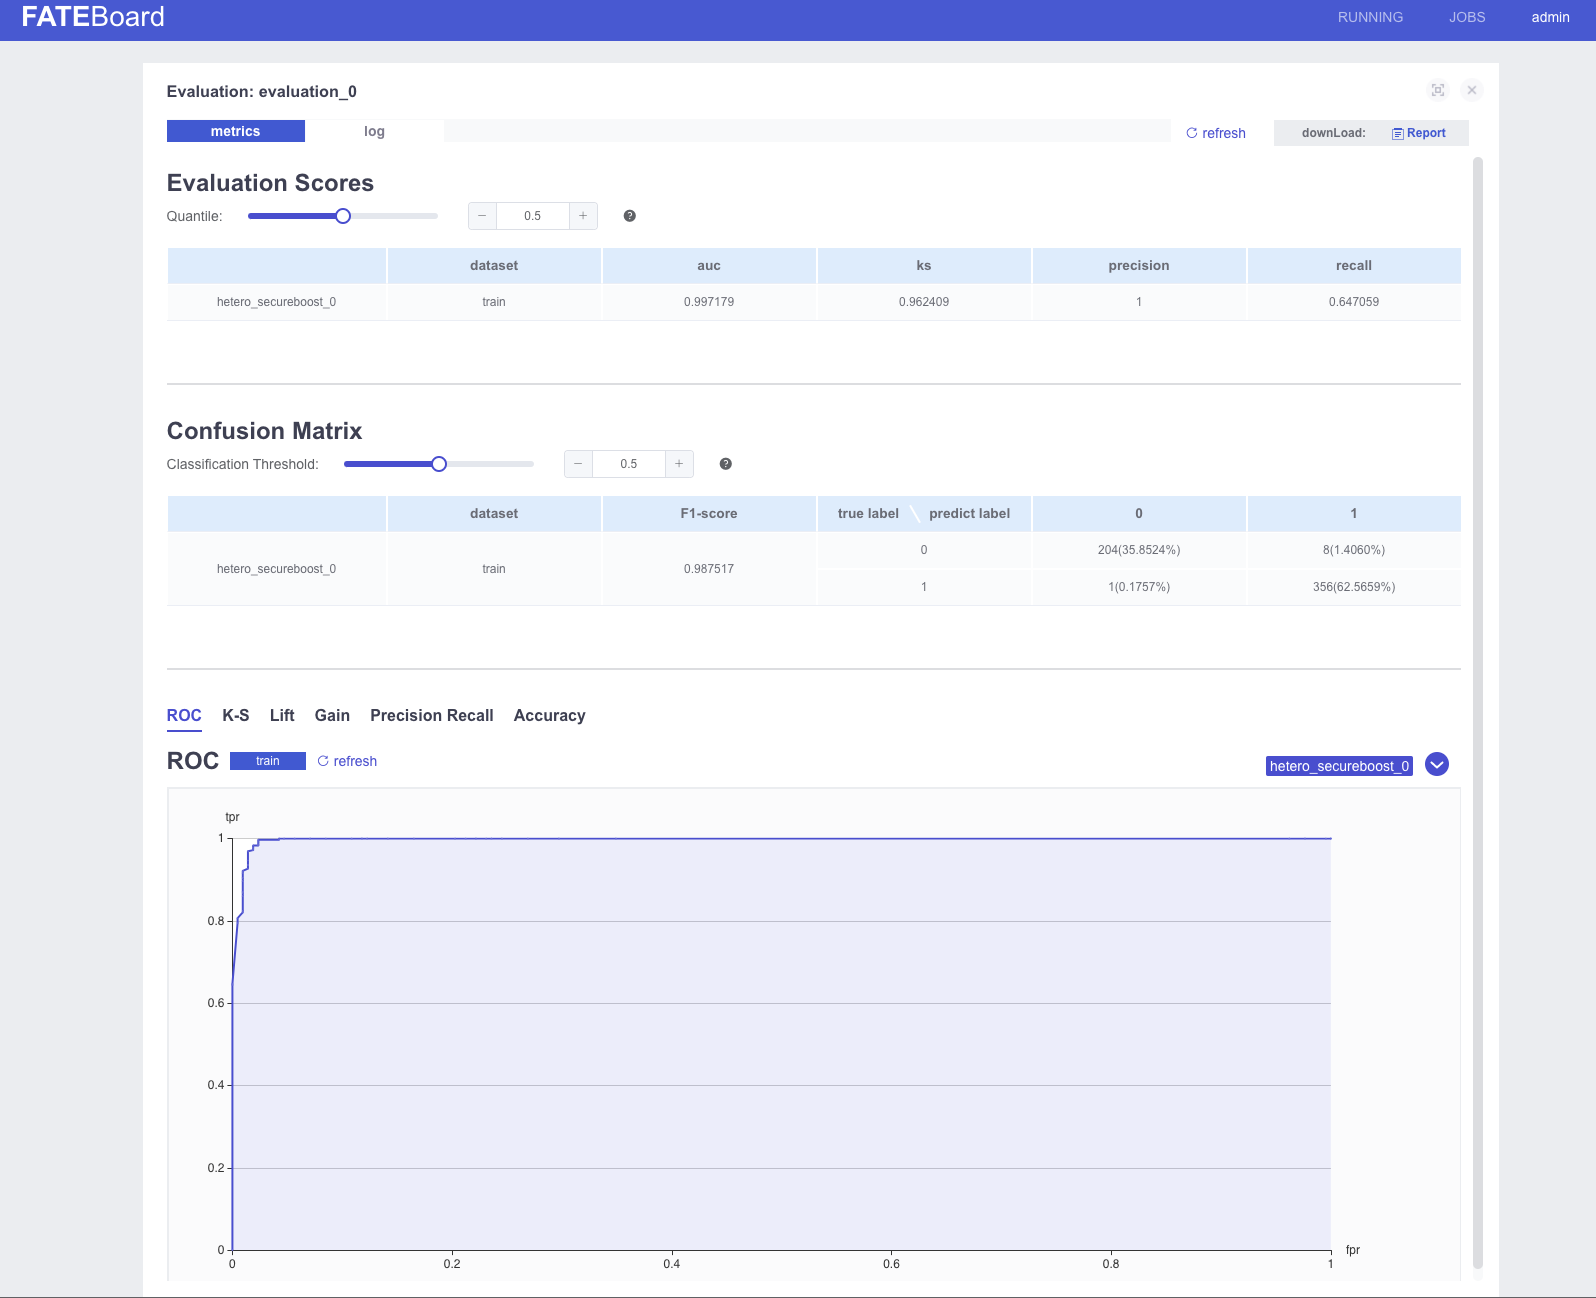 FATEBoard RUNNING JOBS admin
Evaluation: evaluation_0
metrics log refresh downLoad: Report
Evaluation Scores
Quantile: − 0.5 + ?
dataset auc ks precision recall
hetero_secureboost_0 train 0.997179 0.962409 1 0.647059
Confusion Matrix
Classification Threshold: − 0.5 + ?
dataset F1-score true label \ predict label 0 1
0 204(35.8524%) 8(1.4060%)
hetero_secureboost_0 train 0.987517
1 1(0.1757%) 356(62.5659%)
ROC K-S Lift Gain Precision Recall Accuracy
ROC train refresh hetero_secureboost_0
tpr
1
0.8
0.6
0.4
0.2
0
0 0.2 0.4 0.6 0.8 1 fpr